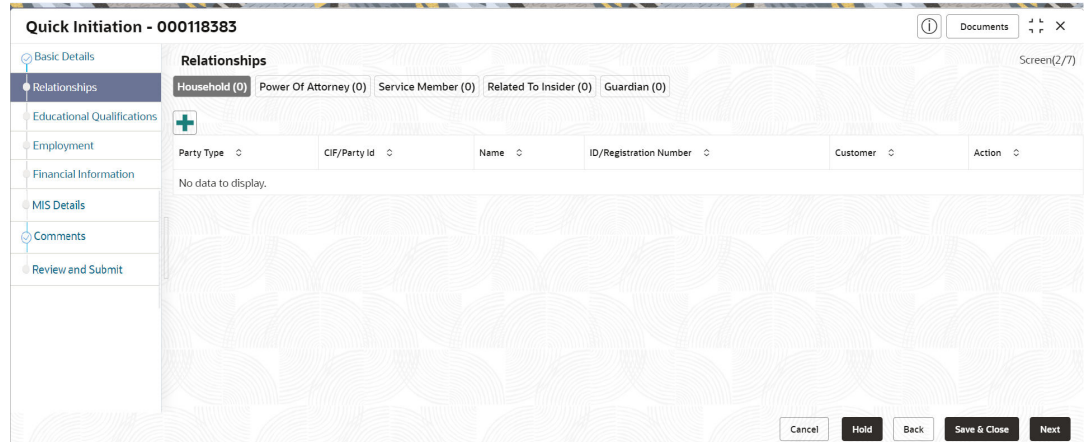 Quick Initiation - 000118383
Documents
Basic Details
Relationships
Educational Qualifications
Employment
Financial Information
MIS Details
Comments
Review and Submit
Relationships
Screen(2/7)
Household (0) Power Of Attorney (0) Service Member (0) Related To Insider (0) Guardian (0)
Party Type CIF/Party Id Name ID/Registration Number Customer Action
No data to display.
Cancel Hold Back Save & Close Next